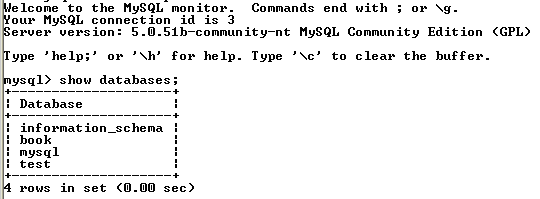 Welcome to the MySQL monitor.  Commands end with ; or \g.
Your MySQL connection id is 3
Server version: 5.0.51b-community-nt MySQL Community Edition (GPL)
Type 'help;' or '\h' for help. Type '\c' to clear the buffer.
mysql> show databases;
+--------------------+
| Database           |
+--------------------+
| information_schema |
| book               |
| mysql              |
| test               |
+--------------------+
4 rows in set (0.00 sec)